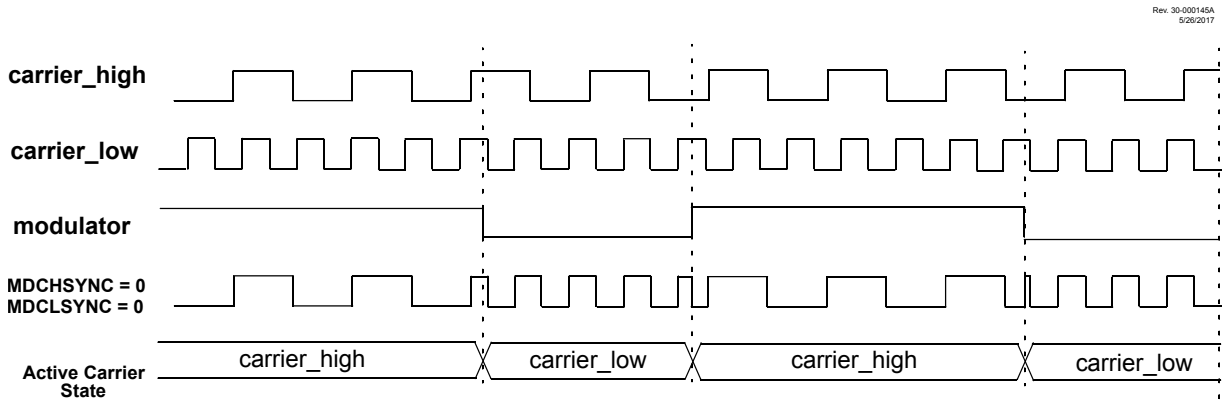 Rev. 30-000145A
5/26/2017
carrier_high
carrier_low
modulator
MDCHSYNC = 0
MDCLSYNC = 0
Active Carrier
State
carrier_high
carrier_low
carrier_high
carrier_low